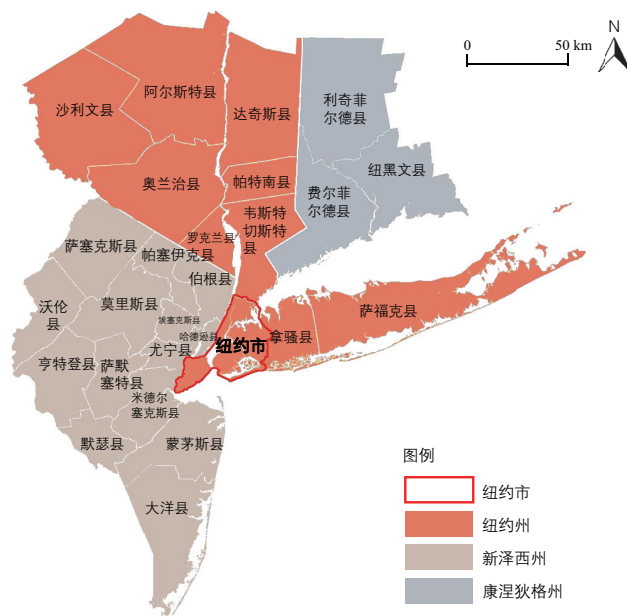 N
0 50 km
阿尔斯特县
沙利文县
达奇斯县
利奇菲
尔德县
纽黑文县
奥兰治县
帕特南县
费尔菲
尔德县
韦斯特
切斯特
县
罗克兰县
萨塞克斯县
帕塞伊克县
伯根县
沃伦
县
莫里斯县
埃塞克斯县
哈德逊县
尤宁县
纽约市
拿骚县
萨福克县
亨特登县
萨默
塞特县
米德尔
塞克斯县
默瑟县
蒙茅斯县
大洋县
图例
纽约市
纽约州
新泽西州
康涅狄格州